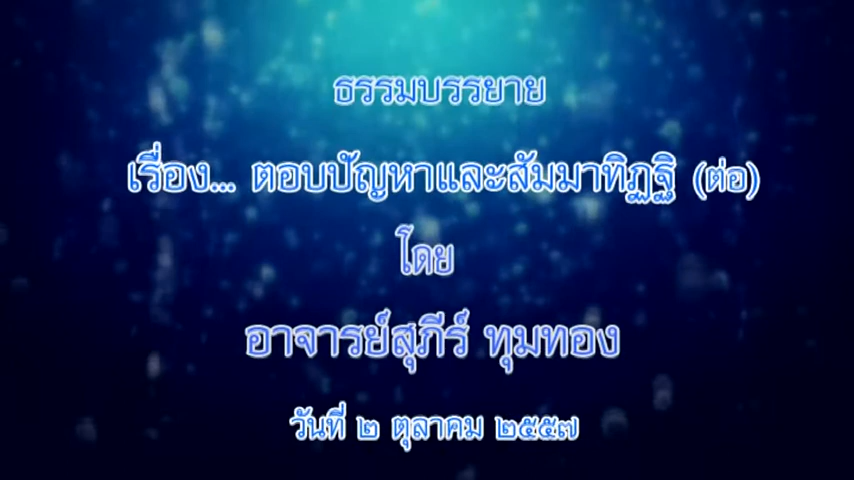 ธรรมบรรยาย
เรื่อง... ตอบปัญหาและสัมมาทิฏฐิ (ต่อ)
โดย
อาจารย์สุภีร์ ทุมทอง
วันที่ ๒ ตุลาคม ๒๕๕๗